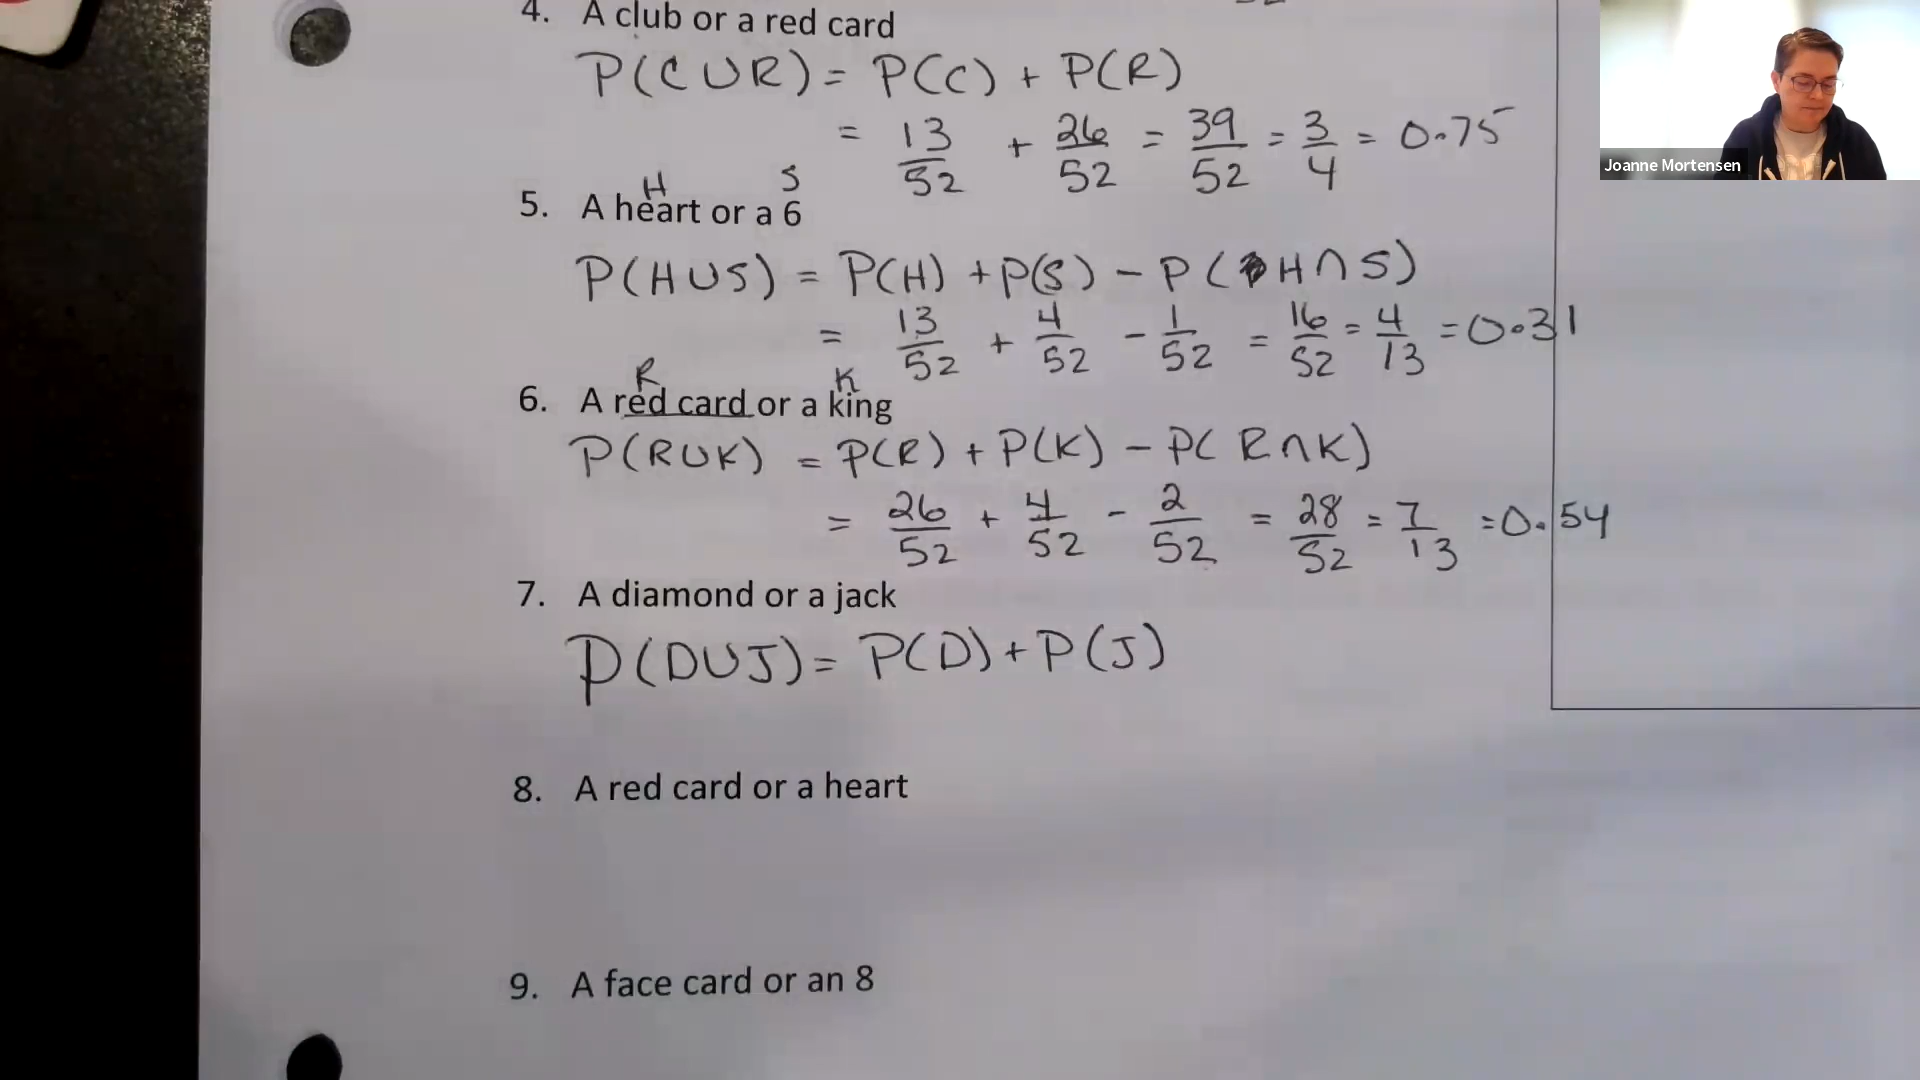 4. A club or a red card
P(C∪R) = P(C) + P(R)
= 13/52 + 26/52 = 39/52 = 3/4 = 0.75
Joanne Mortensen
H S
5. A heart or a 6
P(H∪S) = P(H) + P(S) - P(H∩S)
= 13/52 + 4/52 - 1/52 = 16/52 = 4/13 = 0.31
R K
6. A red card or a king
P(R∪K) = P(R) + P(K) - P(R∩K)
= 26/52 + 4/52 - 2/52 = 28/52 = 7/13 = 0.54
7. A diamond or a jack
P(D∪J) = P(D) + P(J)
8. A red card or a heart
9. A face card or an 8